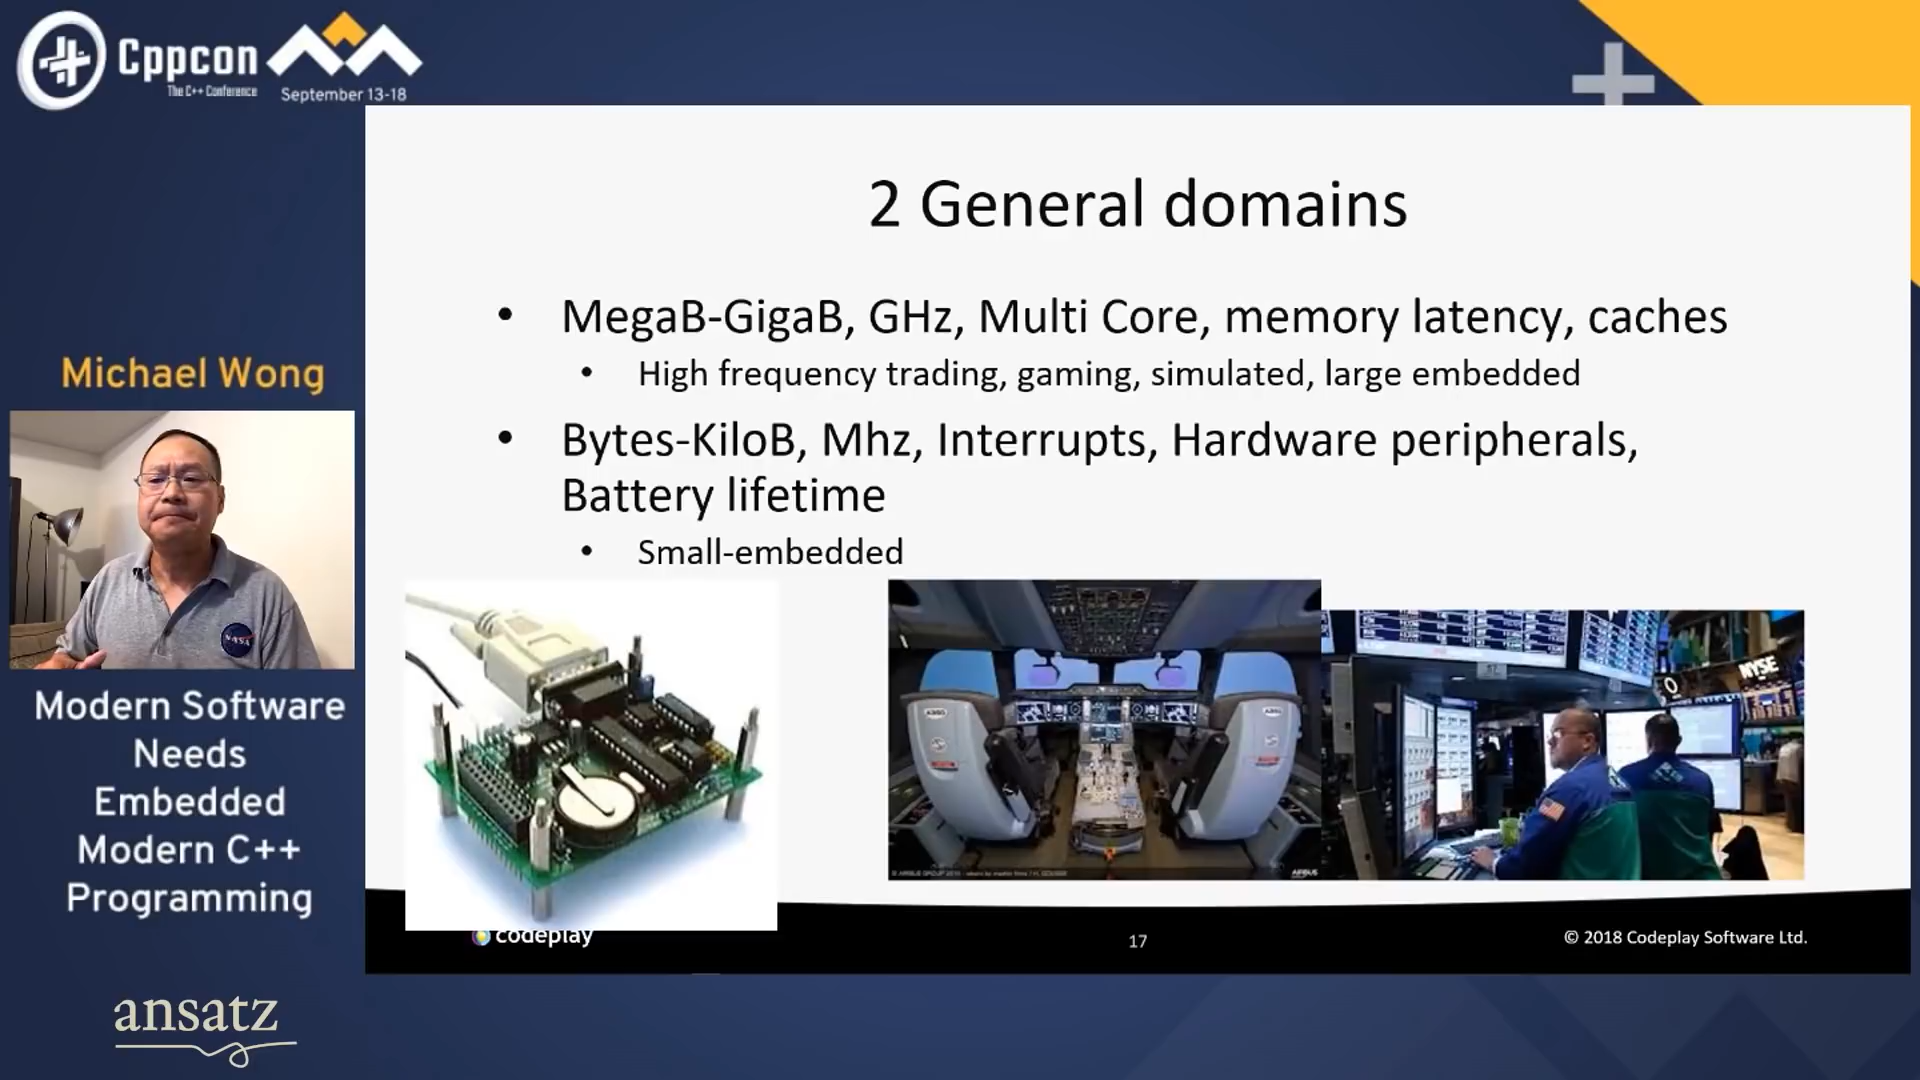 Cppcon
The C++ Conference
September 13-18
2 General domains
• MegaB-GigaB, GHz, Multi Core, memory latency, caches
• High frequency trading, gaming, simulated, large embedded
• Bytes-KiloB, Mhz, Interrupts, Hardware peripherals,
Battery lifetime
• Small-embedded
Michael Wong
NASA
Modern Software
Needs
Embedded
Modern C++
Programming
NYSE
AIRBUS
codeplay
17
© 2018 Codeplay Software Ltd.
ansatz